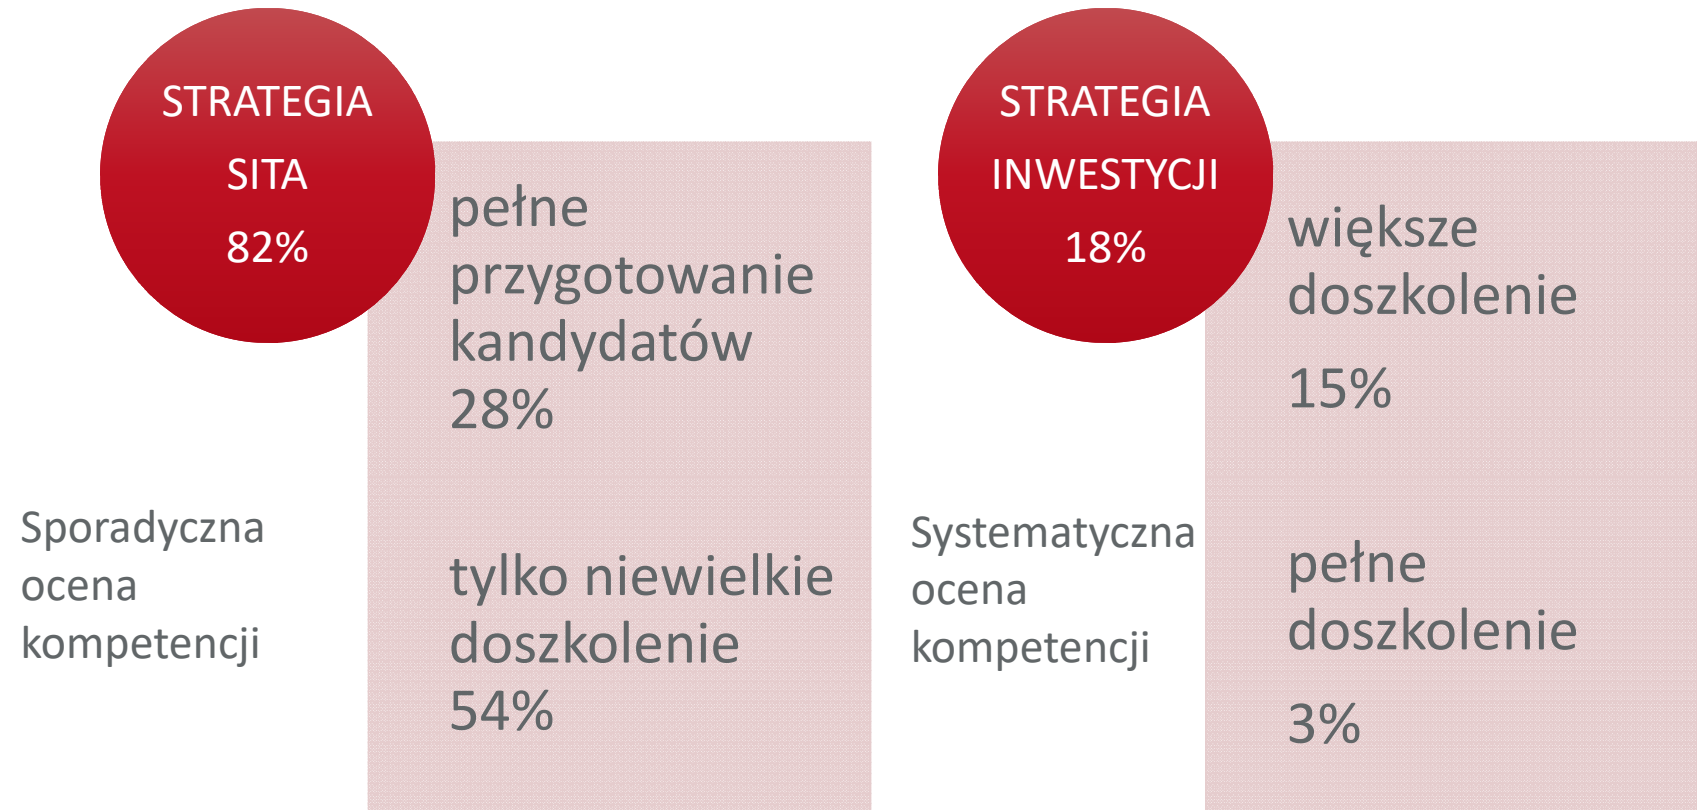 STRATEGIA
SITA
82%
pełne
przygotowanie
kandydatów
28%
Sporadyczna
ocena
kompetencji
tylko niewielkie
doszkolenie
54%
STRATEGIA
INWESTYCJI
18%
większe
doszkolenie
15%
Systematyczna
ocena
kompetencji
pełne
doszkolenie
3%